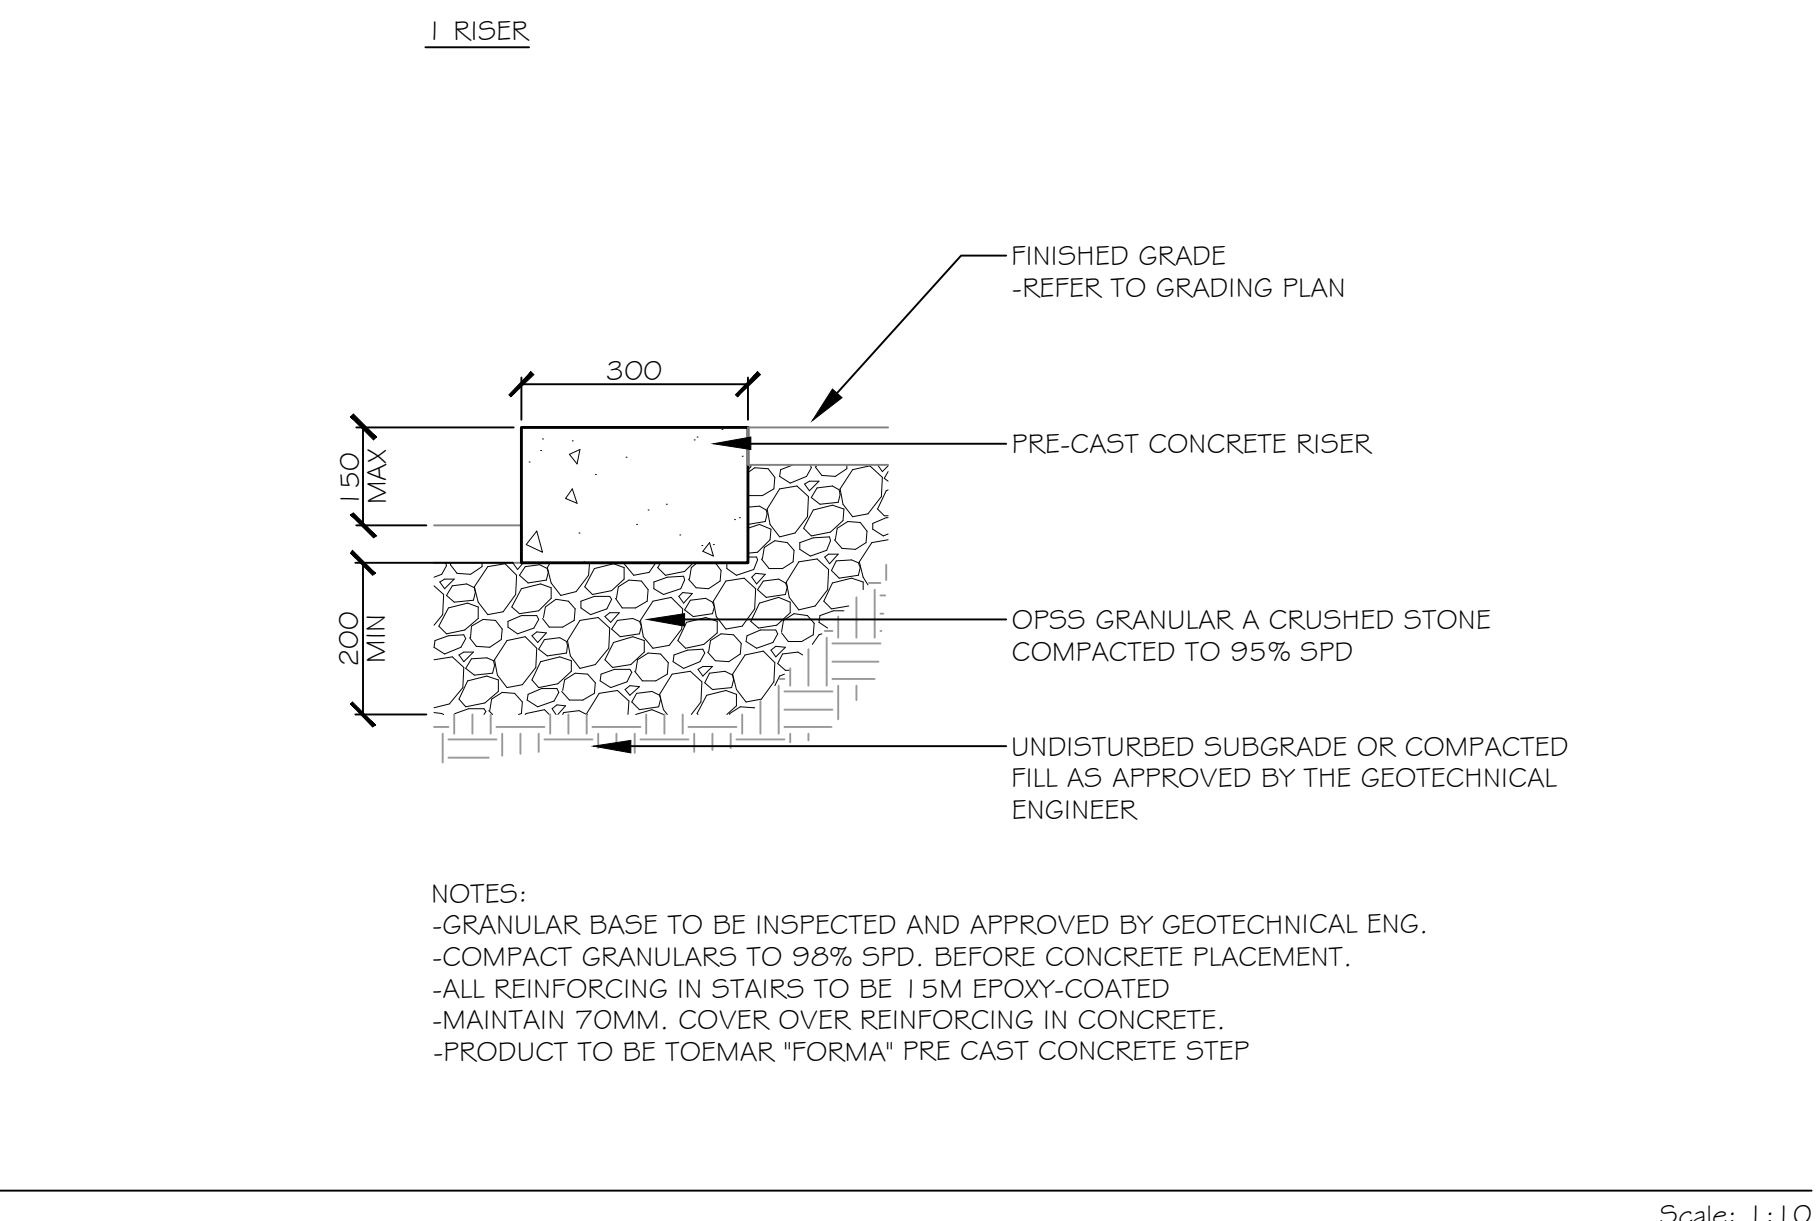 1 RISER
FINISHED GRADE
-REFER TO GRADING PLAN
300
PRE-CAST CONCRETE RISER
150
MAX
OPSS GRANULAR A CRUSHED STONE
COMPACTED TO 95% SPD
200
MIN
UNDISTURBED SUBGRADE OR COMPACTED
FILL AS APPROVED BY THE GEOTECHNICAL
ENGINEER
NOTES:
-GRANULAR BASE TO BE INSPECTED AND APPROVED BY GEOTECHNICAL ENG.
-COMPACT GRANULARS TO 98% SPD. BEFORE CONCRETE PLACEMENT.
-ALL REINFORCING IN STAIRS TO BE 15M EPOXY-COATED
-MAINTAIN 70MM. COVER OVER REINFORCING IN CONCRETE.
-PRODUCT TO BE TOEMAR "FORMA" PRE CAST CONCRETE STEP
Scale: 1:10